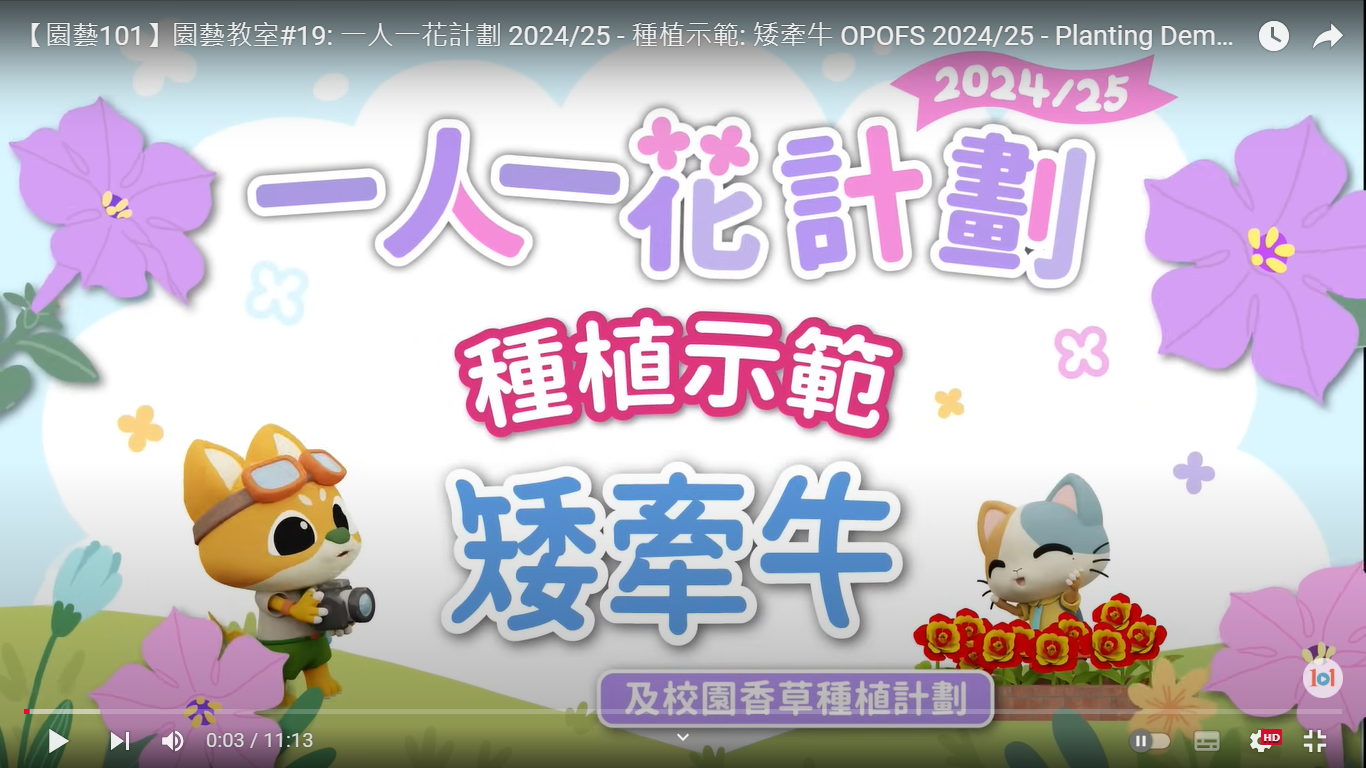 【園藝101】園藝教室#19: 一人一花計劃 2024/25 - 種植示範: 矮牽牛 OPOFS 2024/25 - Planting Dem...
2024/25
一人一花計劃
種植示範
矮牽牛
及校園香草種植計劃
101
0:03 / 11:13
HD